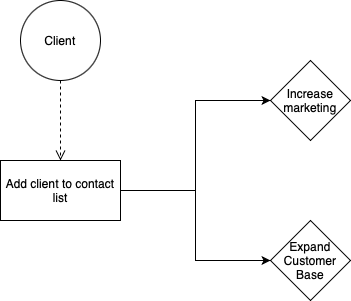 Client
Increase
marketing
Add client to contact
list
Expand
Customer
Base